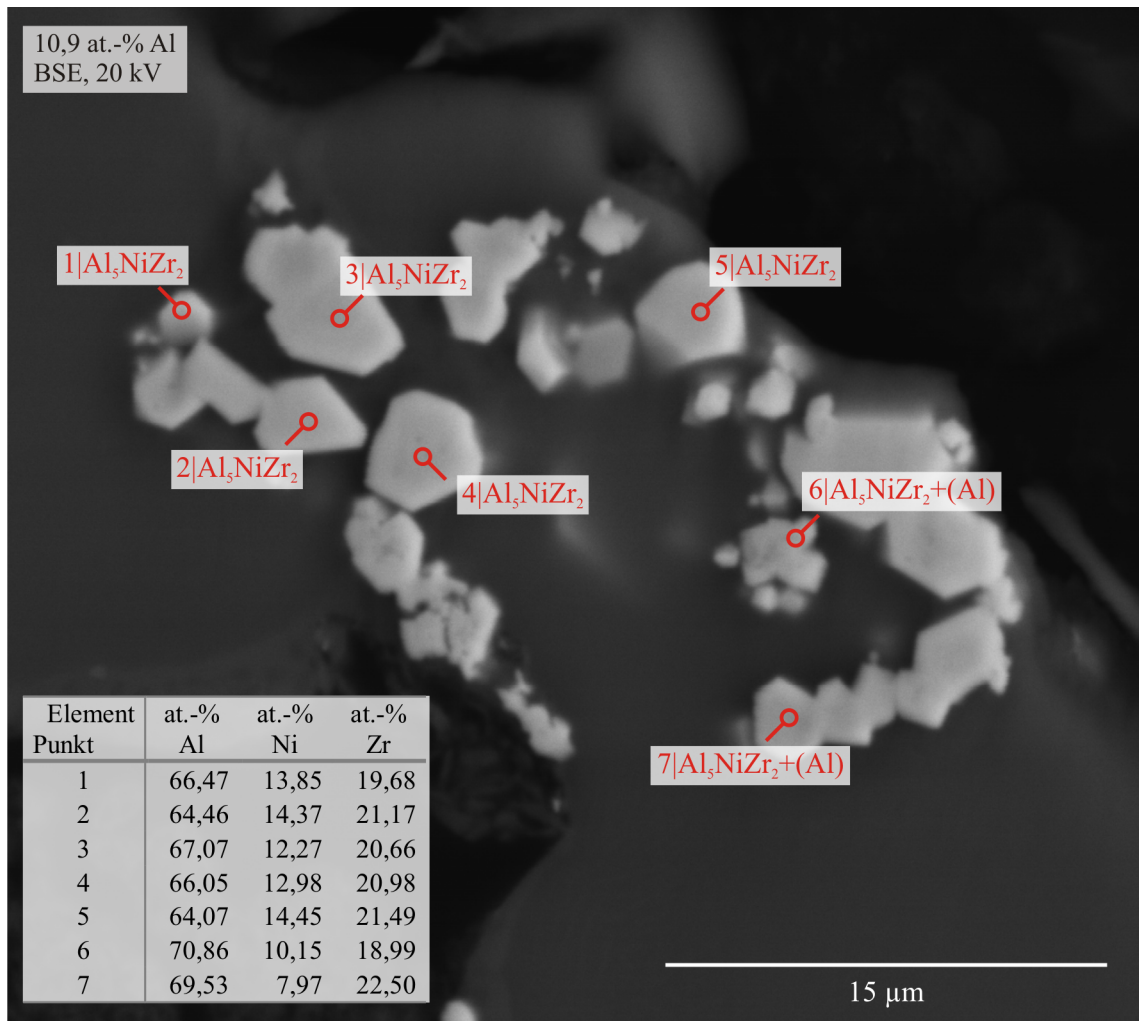 10,9 at.-% Al
BSE, 20 kV
1|Al₅NiZr₂
3|Al₅NiZr₂
5|Al₅NiZr₂
2|Al₅NiZr₂
4|Al₅NiZr₂
6|Al₅NiZr₂+(Al)
7|Al₅NiZr₂+(Al)
Element at.-% at.-% at.-%
Punkt Al Ni Zr
1 66,47 13,85 19,68
2 64,46 14,37 21,17
3 67,07 12,27 20,66
4 66,05 12,98 20,98
5 64,07 14,45 21,49
6 70,86 10,15 18,99
7 69,53 7,97 22,50
15 µm